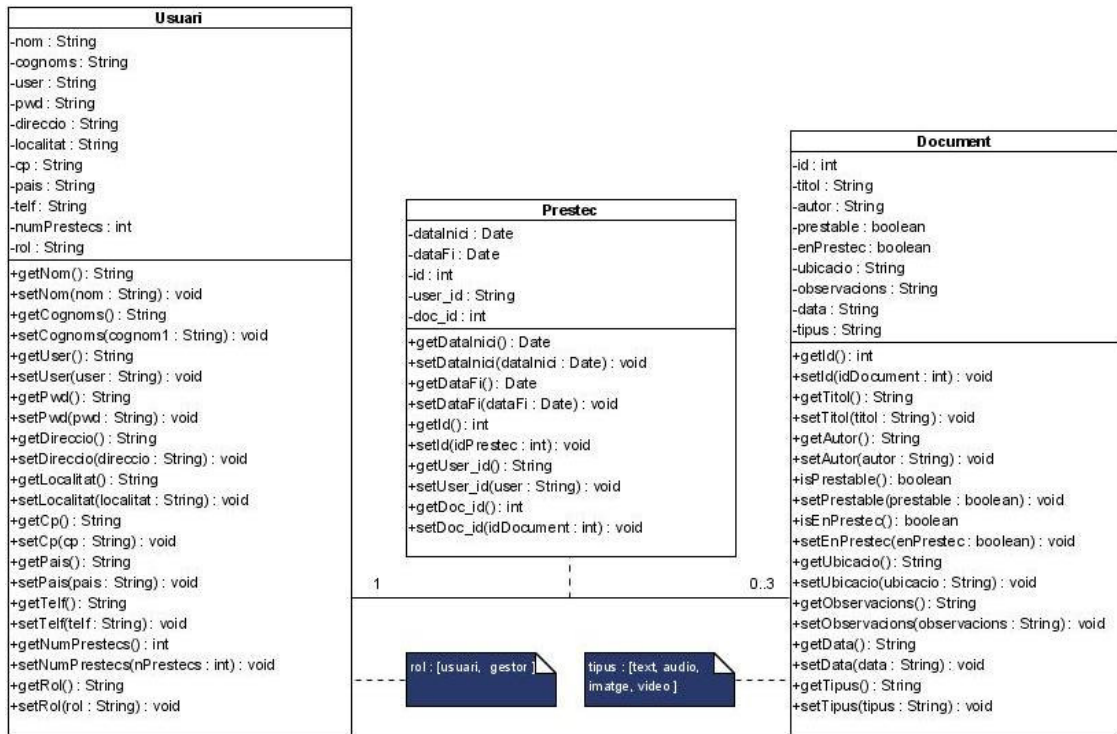 Usuari
-nom : String
-cognoms : String
-user : String
-pwd : String
-direccio : String
-localitat : String
-cp : String
-pais : String
-telf : String
-numPrestecs : int
-rol : String
+getNom() : String
+setNom(nom : String) : void
+getCognoms() : String
+setCognoms(cognom1 : String) : void
+getUser() : String
+setUser(user : String) : void
+getPwd() : String
+setPwd(pwd : String) : void
+getDireccio() : String
+setDireccio(direccio : String) : void
+getLocalitat() : String
+setLocalitat(localitat : String) : void
+getCp() : String
+setCp(cp : String) : void
+getPais() : String
+setPais(pais : String) : void
+getTelf() : String
+setTelf(telf : String) : void
+getNumPrestecs() : int
+setNumPrestecs(nPrestecs : int) : void
+getRol() : String
+setRol(rol : String) : void
Prestec
-dataInici : Date
-dataFi : Date
-id : int
-user_id : String
-doc_id : int
+getDataInici() : Date
+setDataInici(dataInici : Date) : void
+getDataFi() : Date
+setDataFi(dataFi : Date) : void
+getId() : int
+setId(idPrestec : int) : void
+getUser_id() : String
+setUser_id(user : String) : void
+getDoc_id() : int
+setDoc_id(idDocument : int) : void
1
0..3
rol : [usuari, gestor ]
tipus : [text, audio,
imatge, video ]
Document
-id : int
-titol : String
-autor : String
-prestable : boolean
-enPrestec : boolean
-ubicacio : String
-observacions : String
-data : String
-tipus : String
+getId() : int
+setId(idDocument : int) : void
+getTitol() : String
+setTitol(titol : String) : void
+getAutor() : String
+setAutor(autor : String) : void
+isPrestable() : boolean
+setPrestable(prestable : boolean) : void
+isEnPrestec() : boolean
+setEnPrestec(enPrestec : boolean) : void
+getUbicacio() : String
+setUbicacio(ubicacio : String) : void
+getObservacions() : String
+setObservacions(observacions : String) : void
+getData() : String
+setData(data : String) : void
+getTipus() : String
+setTipus(tipus : String) : void